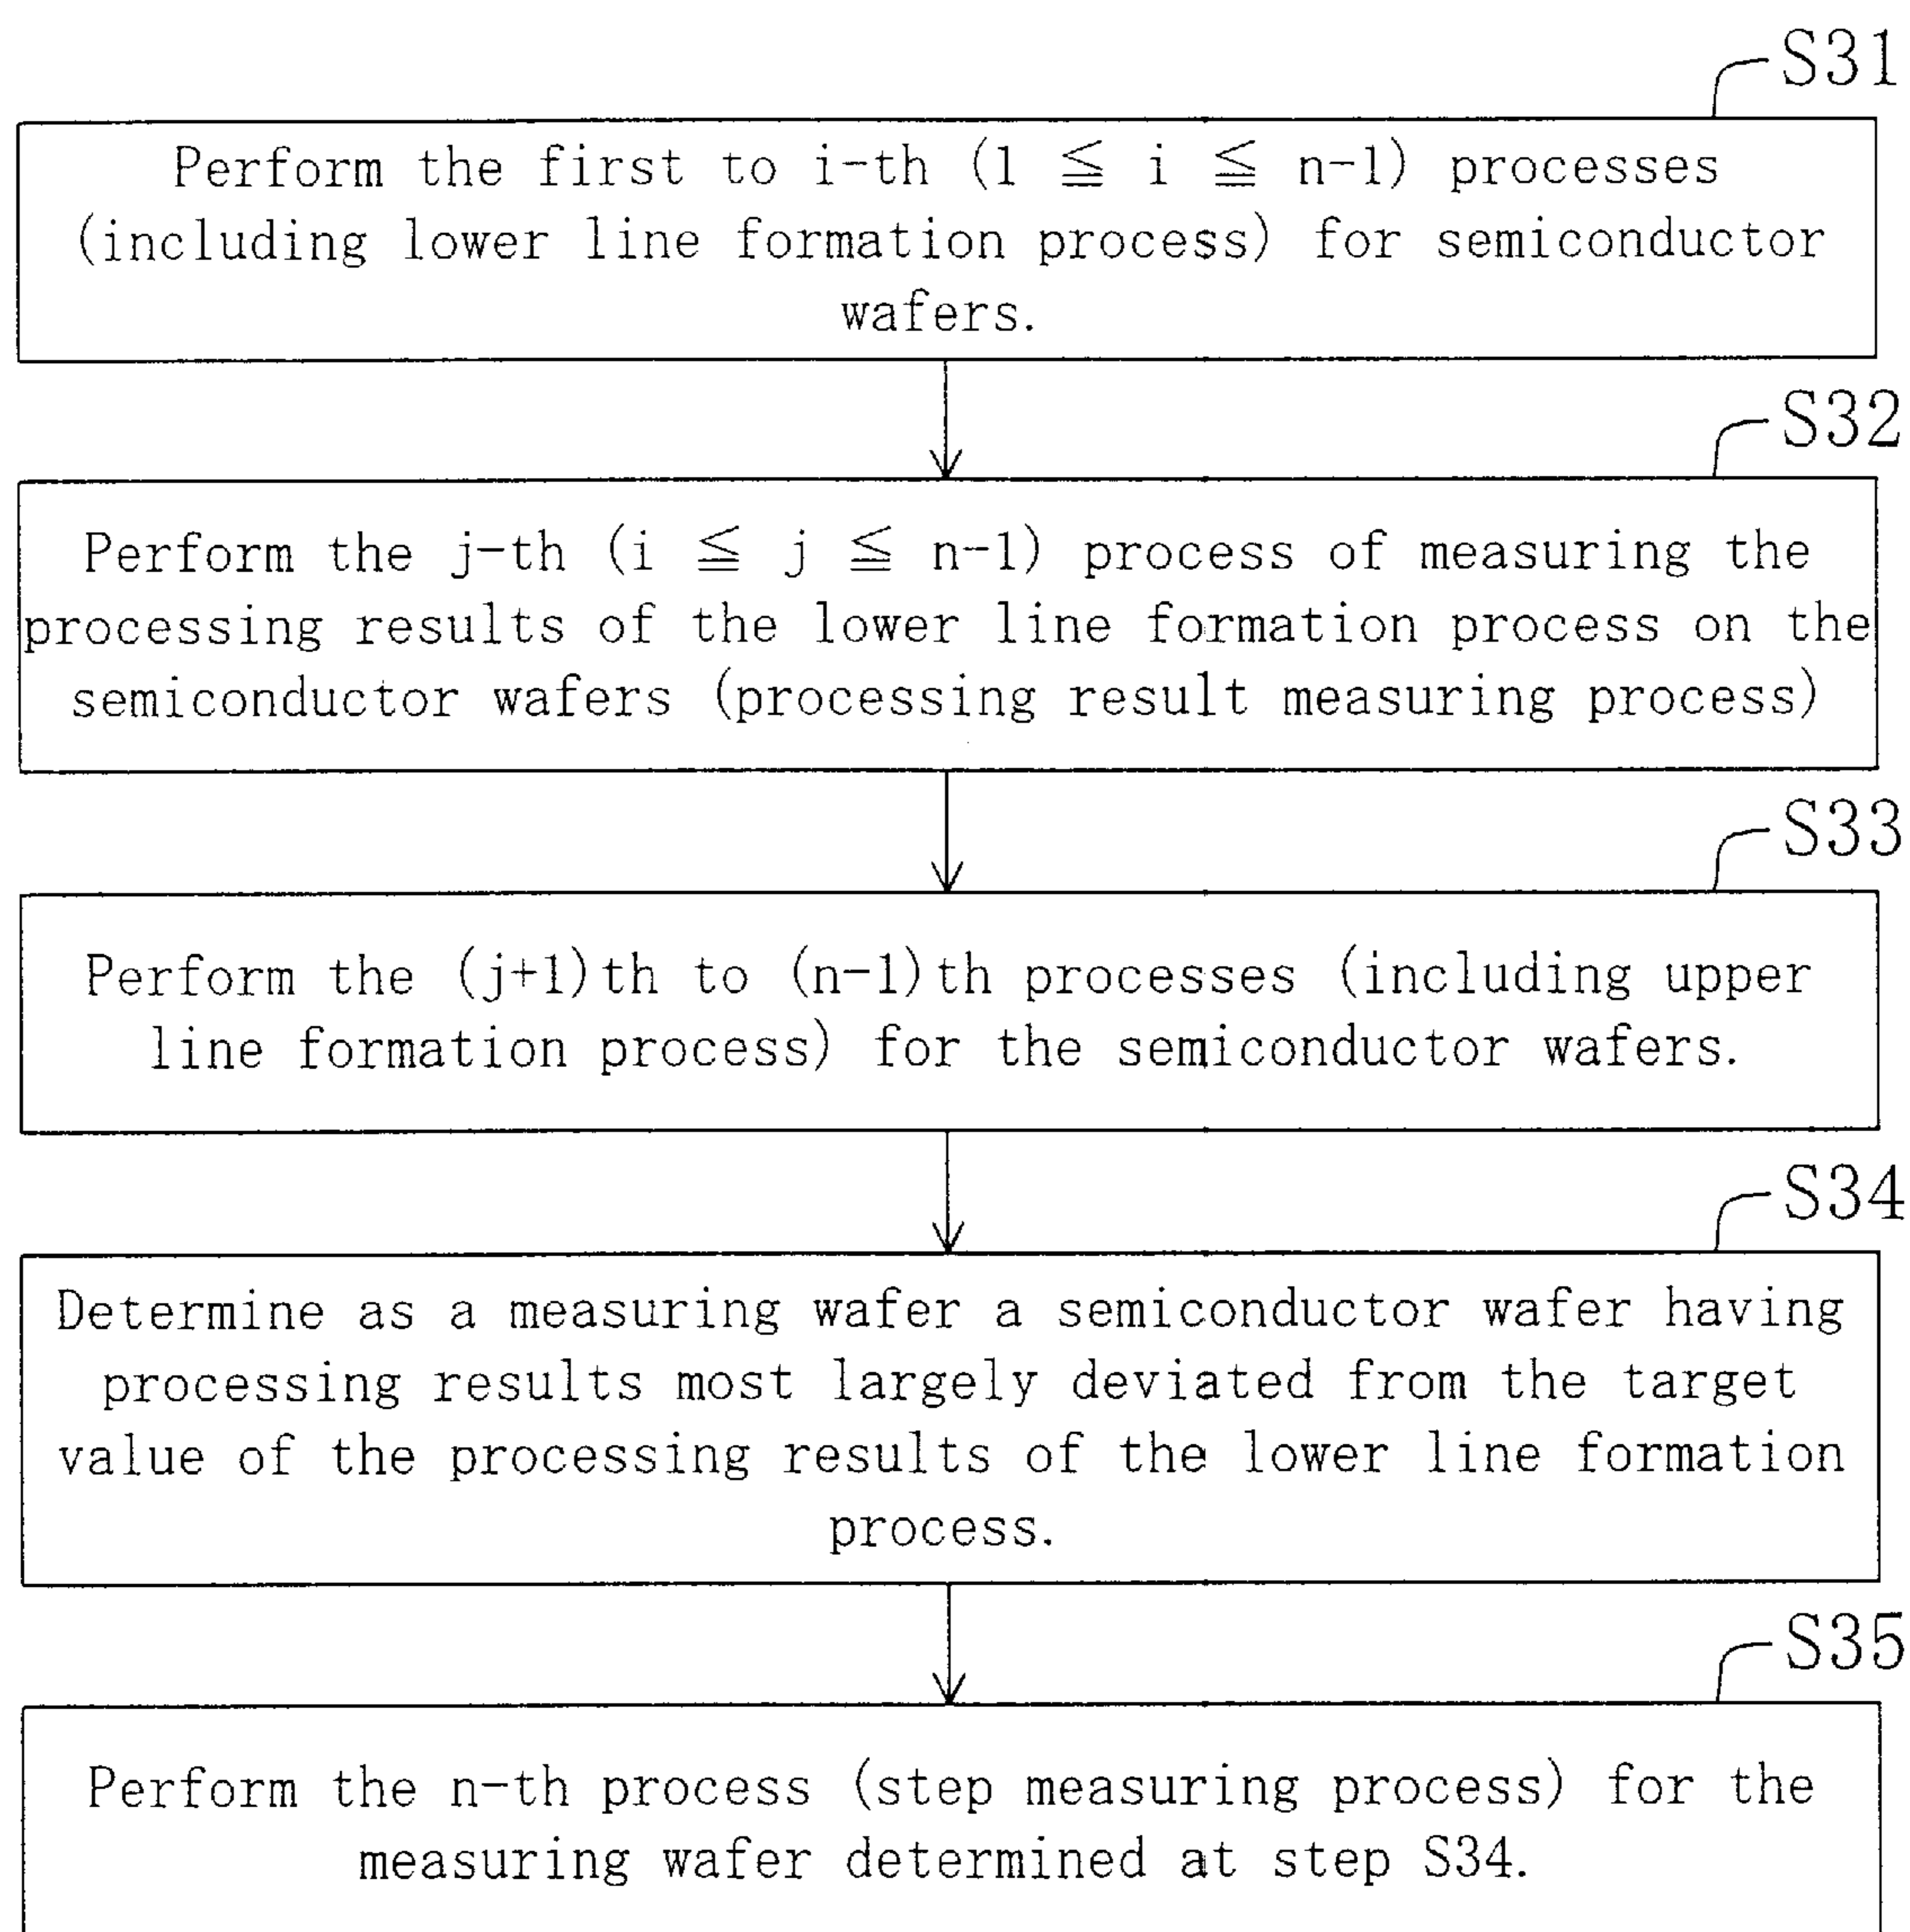 S31
Perform the first to i-th (1 ≦ i ≦ n-1) processes
(including lower line formation process) for semiconductor
wafers.
S32
Perform the j-th (i ≦ j ≦ n-1) process of measuring the
processing results of the lower line formation process on the
semiconductor wafers (processing result measuring process)
S33
Perform the (j+1)th to (n-1)th processes (including upper
line formation process) for the semiconductor wafers.
S34
Determine as a measuring wafer a semiconductor wafer having
processing results most largely deviated from the target
value of the processing results of the lower line formation
process.
S35
Perform the n-th process (step measuring process) for the
measuring wafer determined at step S34.